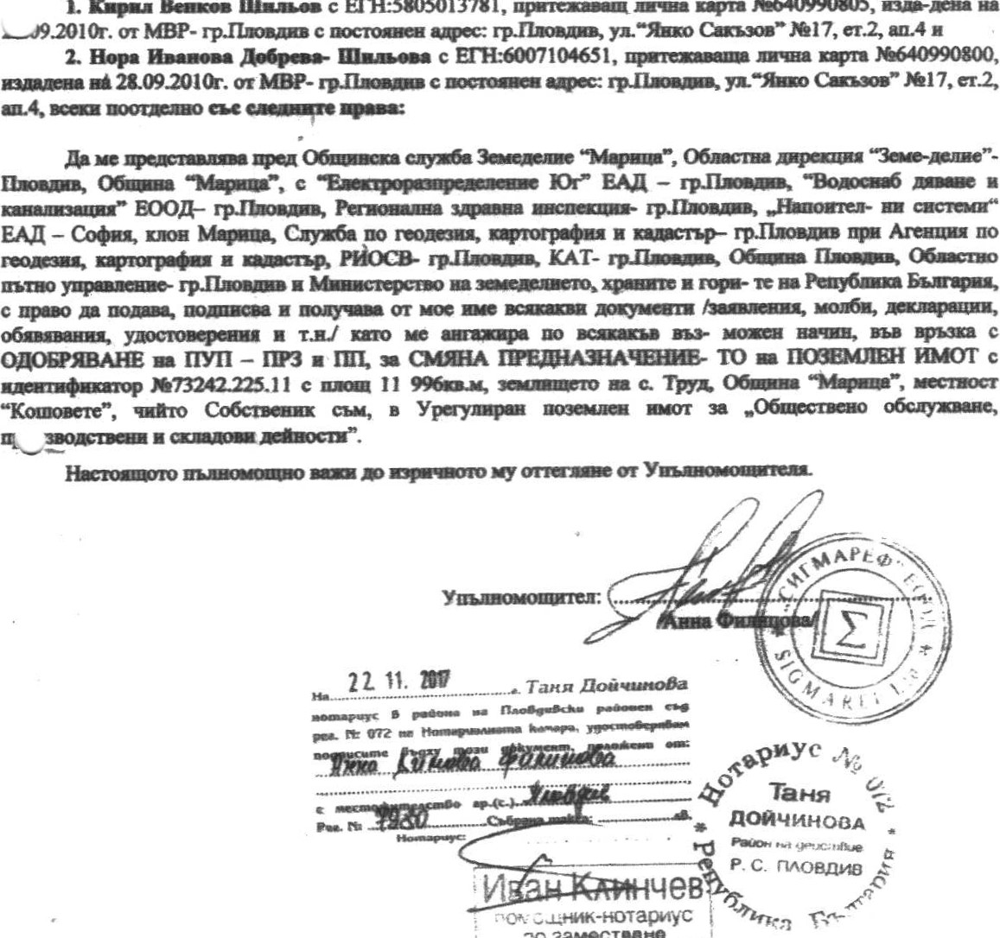 1. Кирил Венков Шильов с ЕГН:5805013781, притежаващ лична карта №640990805, изда-дена на
09.2010г. от МВР- гр.Пловдив с постоянен адрес: гр.Пловдив, ул.“Янко Сакъзов” №17, ет.2, ап.4 и
2. Нора Иванова Добрева- Шильова с ЕГН:6007104651, притежаваща лична карта №640990800,
издадена на 28.09.2010г. от МВР- гр.Пловдив с постоянен адрес: гр.Пловдив, ул.“Янко Сакъзов” №17, ет.2,
ап.4, всеки поотделно със следните права:
Да ме представлява пред Общинска служба Земеделие “Марица”, Областна дирекция “Земе-делие”-
Пловдив, Община “Марица”, с “Електроразпределение Юг” ЕАД – гр.Пловдив, “Водоснаб дяване и
канализация” ЕООД– гр.Пловдив, Регионална здравна инспекция- гр.Пловдив, „Напоител- ни системи“
ЕАД – София, клон Марица, Служба по геодезия, картография и кадастър– гр.Пловдив при Агенция по
геодезия, картография и кадастър, РИОСВ- гр.Пловдив, КАТ- гр.Пловдив, Община Пловдив, Областно
пътно управление- гр.Пловдив и Министерство на земеделието, храните и гори- те на Република България,
с право да подава, подписва и получава от мое име всякакви документи /заявления, молби, декларации,
обявявания, удостоверения и т.н./ като ме ангажира по всякакъв въз- можен начин, във връзка с
ОДОБРЯВАНЕ на ПУП – ПРЗ и ПП, за СМЯНА ПРЕДНАЗНАЧЕНИЕ- ТО на ПОЗЕМЛЕН ИМОТ с
идентификатор №73242.225.11 с площ 11 996кв.м, землището на с. Труд, Община “Марица”, местност
“Кошовете”, чийто Собственик съм, в Урегулиран поземлен имот за „Обществено обслужване,
зводствени и складови дейности”.
Настоящото пълномощно важи до изричното му оттегляне от Упълномощителя.
Упълномощител:
/Анна Филипова/
"СИГМАРЕФ" ЕООД * SIGMAREF Ltd *
Σ
На 22. 11. 2017 г. Таня Дойчинова
нотариус в района на Пловдивски районен съд
рег. № 072 на Нотариалната камара, удостоверявам
подписите върху този документ, положени от:
Анна Димова Филипова
с местожителство гр.(с.) Пловдив
Рег. № 7930 Събрана такса: лв.
Нотариус:
Нотариус № 072 * Република България *
Таня
ДОЙЧИНОВА
Район на действие
Р. С. ПЛОВДИВ
Иван Клинчев
помощник-нотариус
по заместване